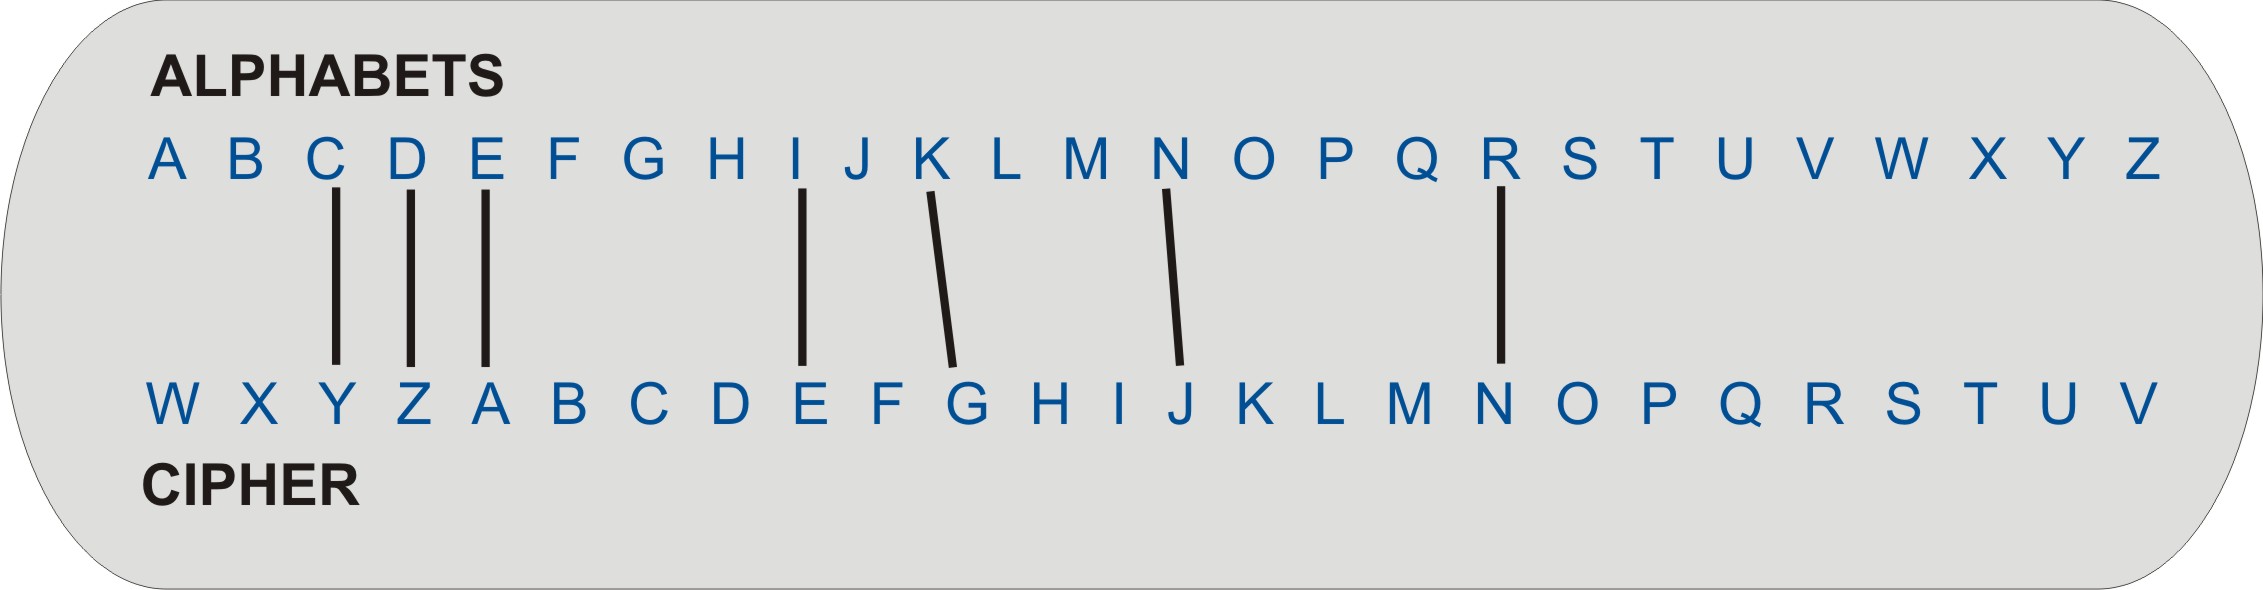 ALPHABETS
A B C D E F G H I J K L M N O P Q R S T U V W X Y Z
W X Y Z A B C D E F G H I J K L M N O P Q R S T U V
CIPHER